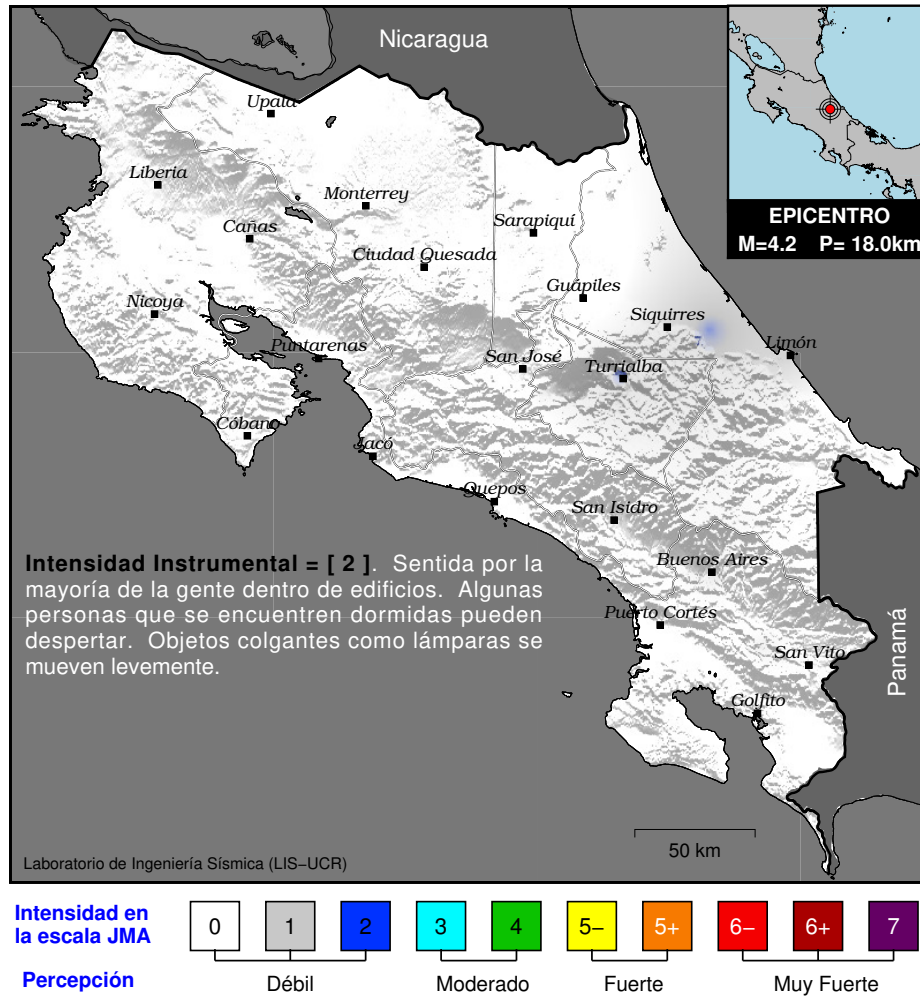 Nicaragua
EPICENTRO
M=4.2 P= 18.0km
Upala
Liberia
Monterrey
Cañas
Sarapiquí
Ciudad Quesada
Guápiles
Nicoya
Siquirres
7
Puntarenas
San José
Limón
Turrialba
Cóbano
Jacó
Quepos
San Isidro
Intensidad Instrumental = [ 2 ]. Sentida por la
mayoría de la gente dentro de edificios. Algunas
personas que se encuentren dormidas pueden
despertar. Objetos colgantes como lámparas se
mueven levemente.
Buenos Aires
Puerto Cortés
San Vito
Panamá
Golfito
50 km
Laboratorio de Ingeniería Sísmica (LIS–UCR)
Intensidad en
la escala JMA
0 1 2 3 4 5− 5+ 6− 6+ 7
Percepción
Débil Moderado Fuerte Muy Fuerte